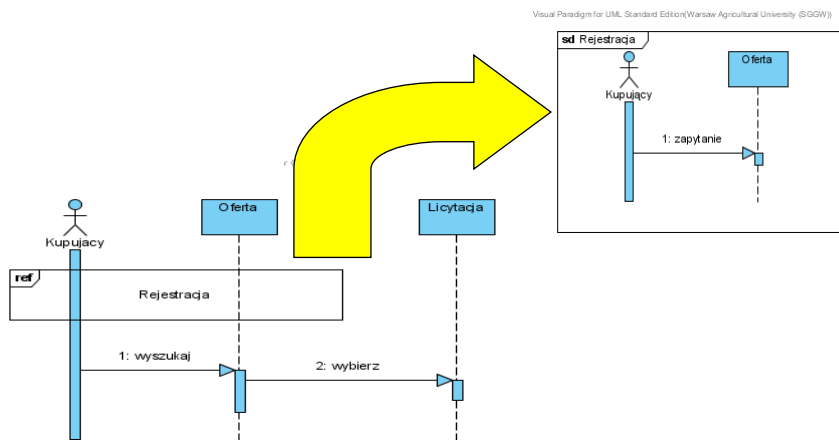 Visual Paradigm for UML Standard Edition(Warsaw Agricultural University (SGGW))
sd Rejestracja
Oferta
Kupujący
1: zapytanie
Oferta
Licytacja
Kupujacy
ref
Rejestracja
1: wyszukaj
2: wybierz